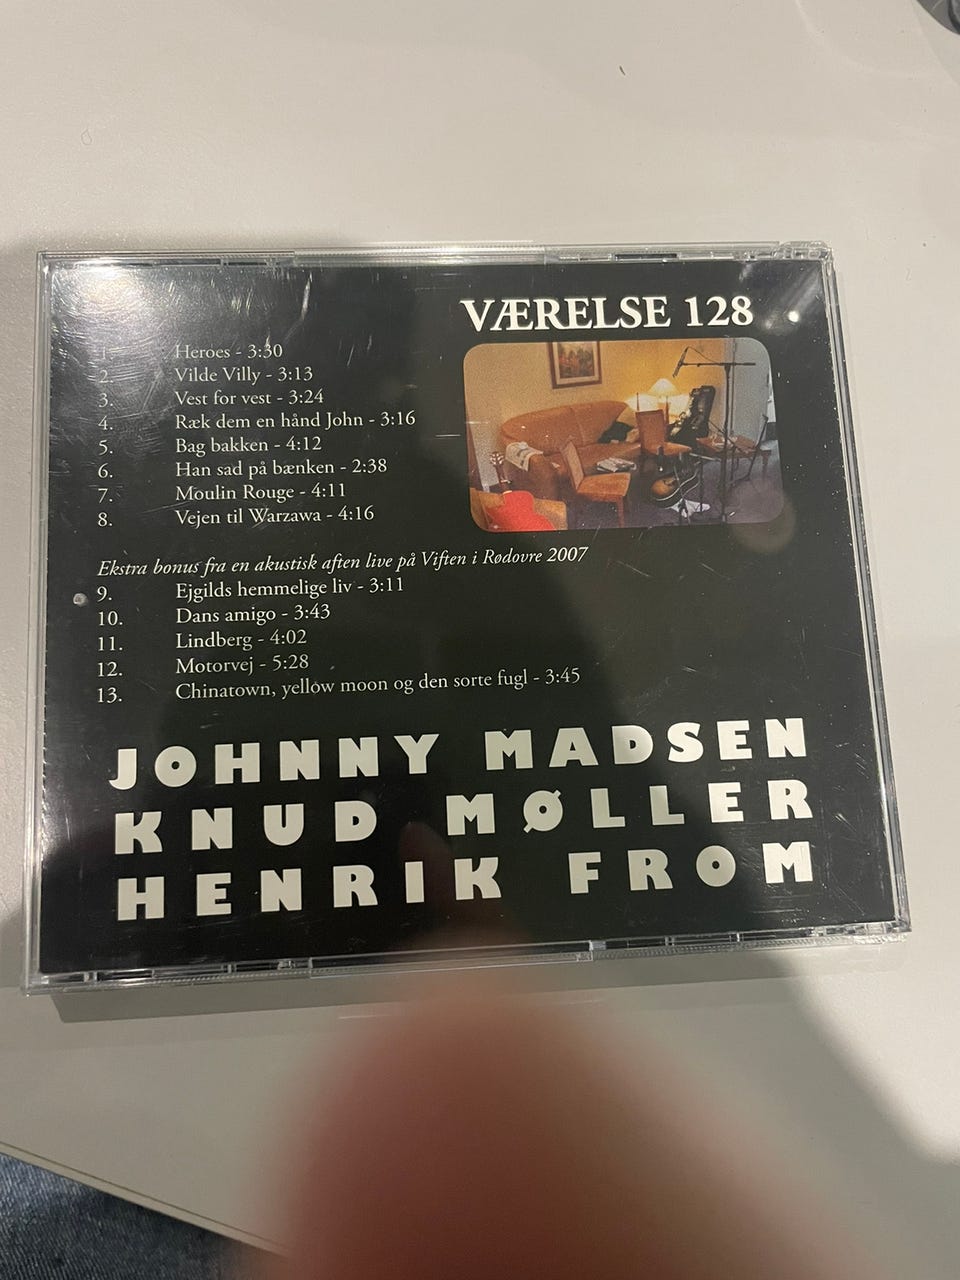 VÆRELSE 128
1. Heroes - 3:30
2. Vilde Villy - 3:13
3. Vest for vest - 3:24
4. Ræk dem en hånd John - 3:16
5. Bag bakken - 4:12
6. Han sad på bænken - 2:38
7. Moulin Rouge - 4:11
8. Vejen til Warzawa - 4:16
Ekstra bonus fra en akustisk aften live på Viften i Rødovre 2007
9. Ejgilds hemmelige liv - 3:11
10. Dans amigo - 3:43
11. Lindberg - 4:02
12. Motorvej - 5:28
13. Chinatown, yellow moon og den sorte fugl - 3:45
JOHNNY MADSEN
KNUD MØLLER
HENRIK FROM